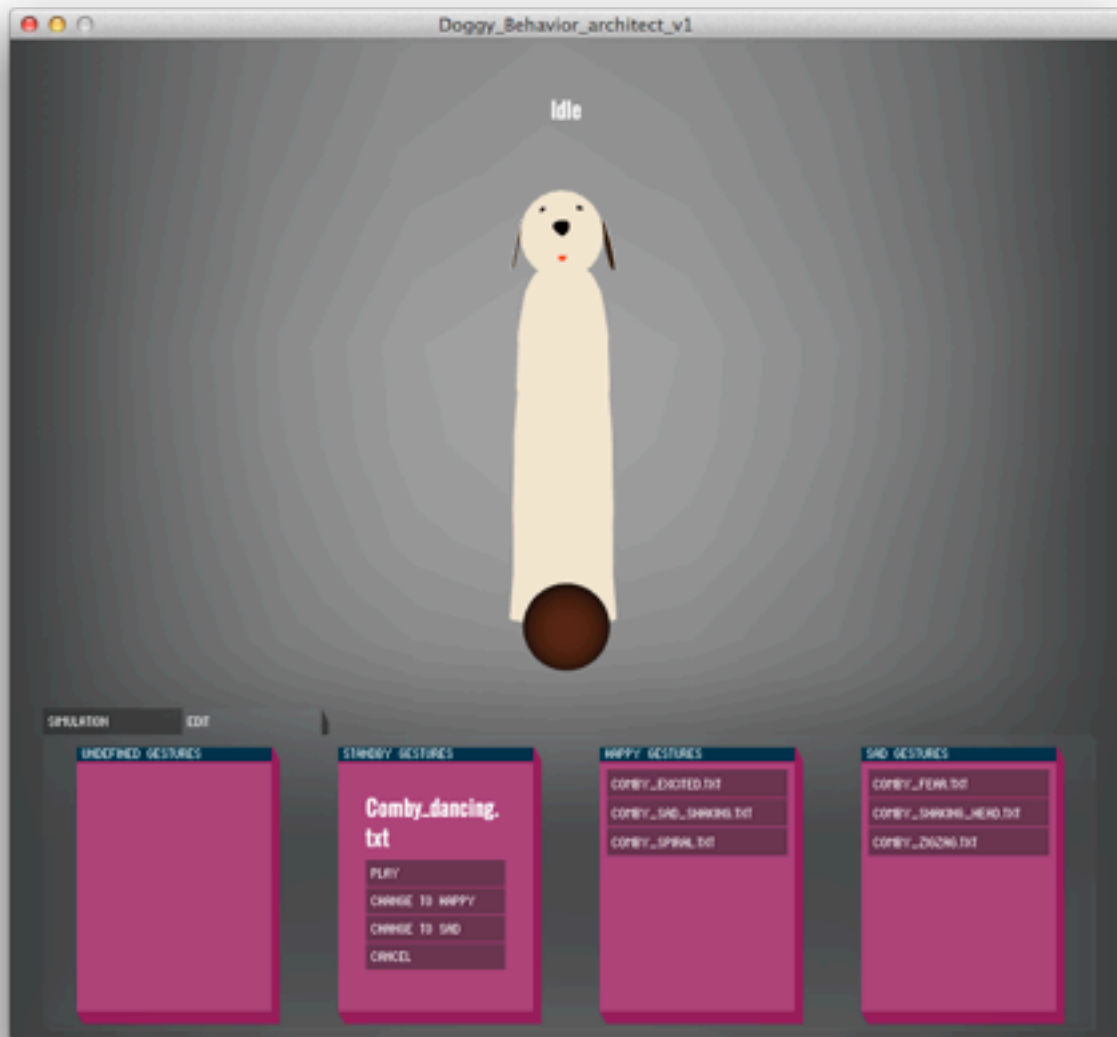 Doggy_Behavior_architect_v1
Idle
SIMULATION
EDIT
UNDEFINED GESTURES
STANDBY GESTURES
Comby_dancing.
txt
PLAY
CHANGE TO HAPPY
CHANGE TO SAD
CANCEL
HAPPY GESTURES
COMBY_EXCITED.TXT
COMBY_SAD_SHAKING.TXT
COMBY_SPIRAL.TXT
SAD GESTURES
COMBY_FEAR.TXT
COMBY_SHAKING_HEAD.TXT
COMBY_ZIGZAG.TXT